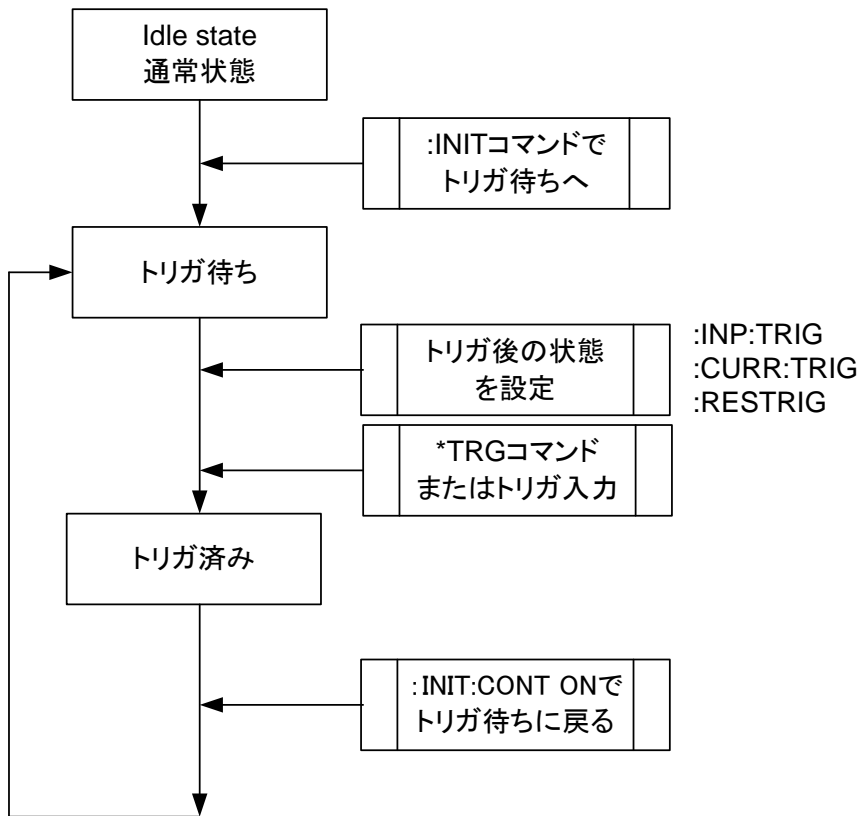 Idle state
通常状態
:INITコマンドで
トリガ待ちへ
トリガ待ち
トリガ後の状態
を設定
:INP:TRIG
:CURR:TRIG
:RESTRIG
*TRGコマンド
またはトリガ入力
トリガ済み
:INIT:CONT ONで
トリガ待ちに戻る